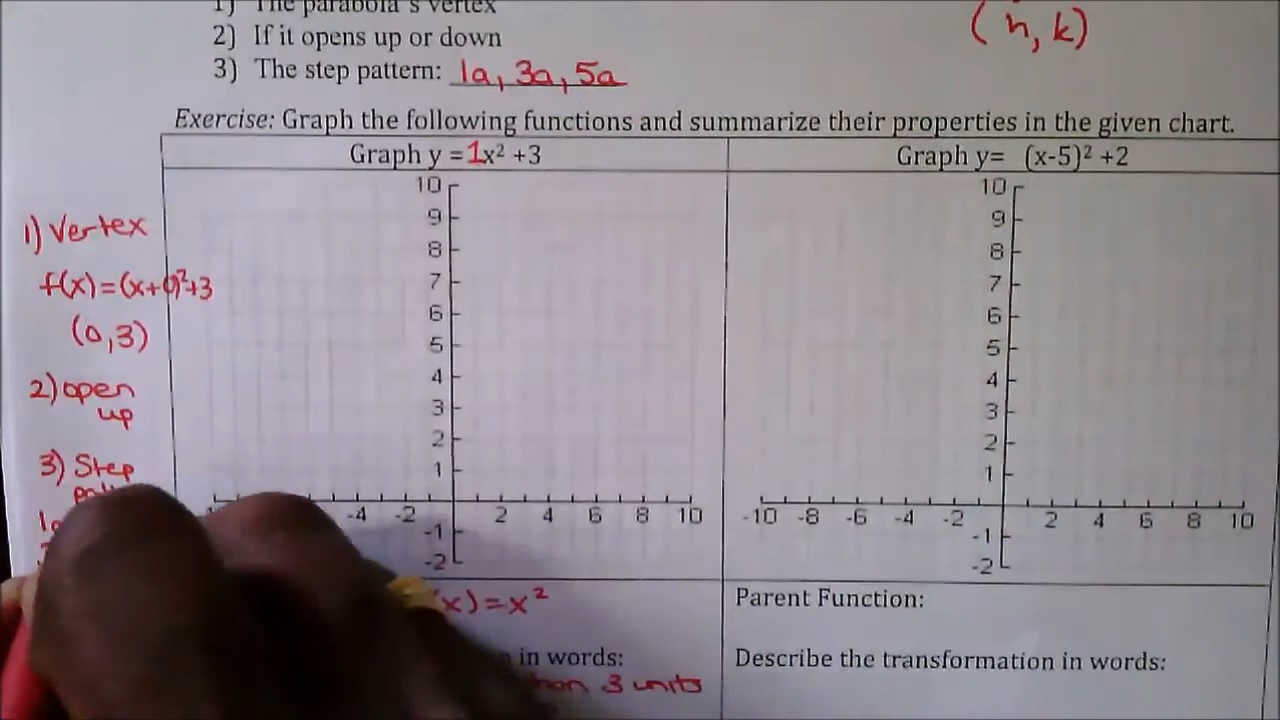 1) The parabola's vertex
2) If it opens up or down
3) The step pattern: 1a, 3a, 5a
(h, k)
Exercise: Graph the following functions and summarize their properties in the given chart.
Graph y = 1x² +3
Graph y= (x-5)² +2
1) Vertex
f(x) = (x+0)²+3
(0,3)
2) open
up
3) Step
1a
10
9
8
7
6
5
4
3
2
1
-4 -2 2 4 6 8 10
-1
-2
10
9
8
7
6
5
4
3
2
1
-10 -8 -6 -4 -2 2 4 6 8 10
-1
-2
(x) = x²
in words:
3 units
Parent Function:
Describe the transformation in words: